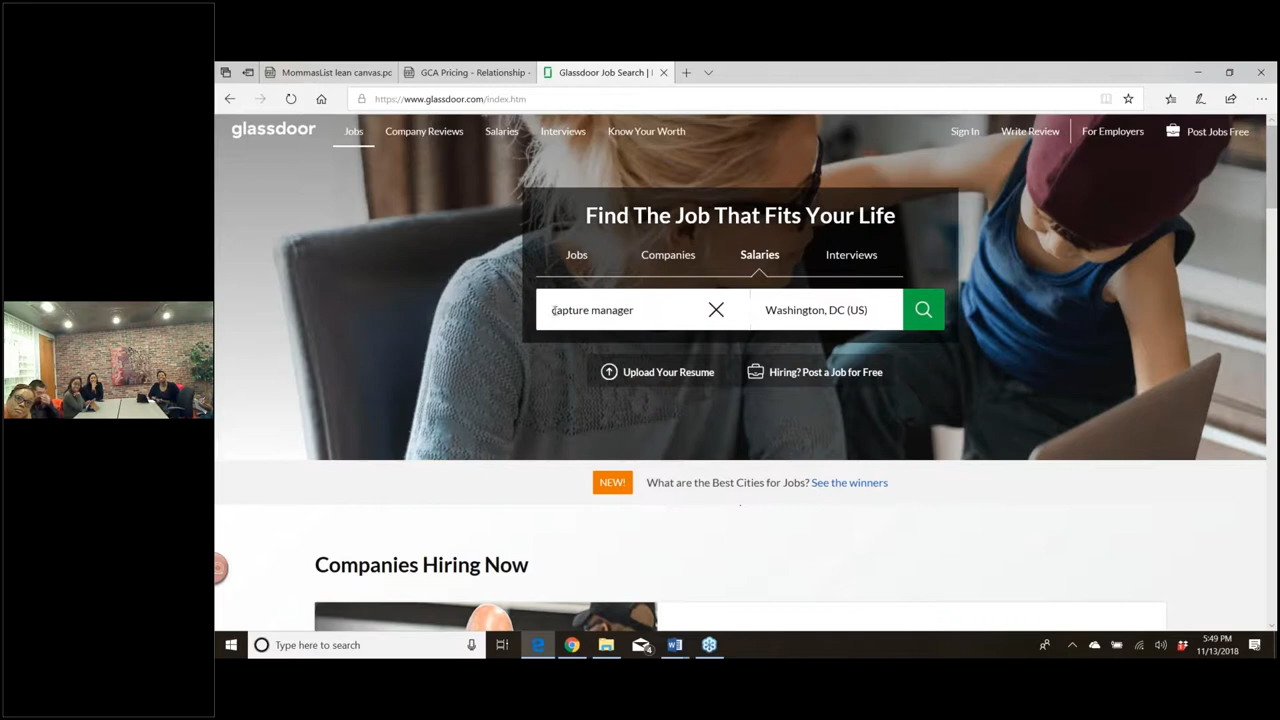 MommasList lean canvas.pc
GCA Pricing - Relationship -
Glassdoor Job Search |
https://www.glassdoor.com/index.htm
glassdoor
Jobs
Company Reviews
Salaries
Interviews
Know Your Worth
Sign In
Write Review
For Employers
Post Jobs Free
Find The Job That Fits Your Life
Jobs
Companies
Salaries
Interviews
capture manager
Washington, DC (US)
Upload Your Resume
Hiring? Post a Job for Free
NEW!
What are the Best Cities for Jobs? See the winners
Companies Hiring Now
Type here to search
4
5:49 PM
11/13/2018